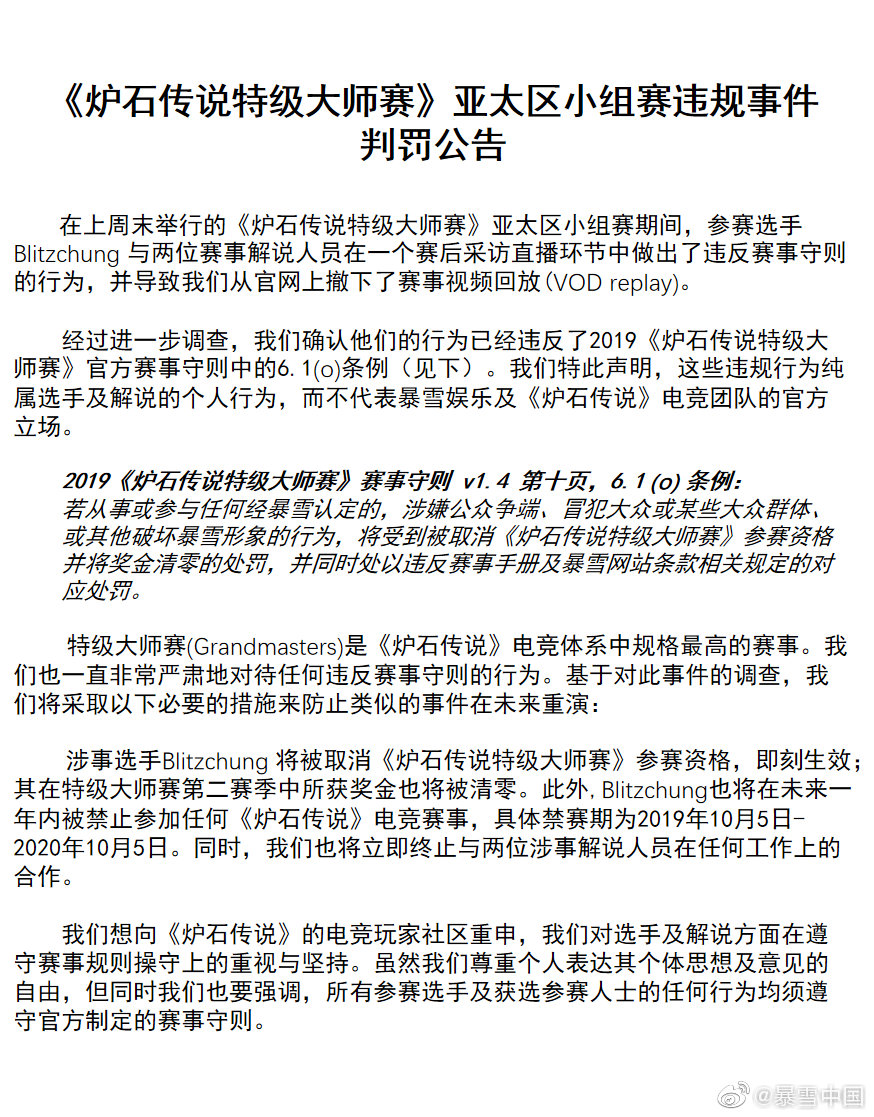 《炉石传说特级大师赛》亚太区小组赛违规事件
判罚公告
在上周末举行的《炉石传说特级大师赛》亚太区小组赛期间，参赛选手
Blitzchung 与两位赛事解说人员在一个赛后采访直播环节中做出了违反赛事守则
的行为，并导致我们从官网上撤下了赛事视频回放(VOD replay)。
经过进一步调查，我们确认他们的行为已经违反了2019《炉石传说特级大
师赛》官方赛事守则中的6.1(o)条例（见下）。我们特此声明，这些违规行为纯
属选手及解说的个人行为，而不代表暴雪娱乐及《炉石传说》电竞团队的官方
立场。
2019《炉石传说特级大师赛》赛事守则 v1.4 第十页，6.1(o) 条例：
若从事或参与任何经暴雪认定的，涉嫌公众争端、冒犯大众或某些大众群体、
或其他破坏暴雪形象的行为，将受到被取消《炉石传说特级大师赛》参赛资格
并将奖金清零的处罚，并同时处以违反赛事手册及暴雪网站条款相关规定的对
应处罚。
特级大师赛(Grandmasters)是《炉石传说》电竞体系中规格最高的赛事。我
们也一直非常严肃地对待任何违反赛事守则的行为。基于对此事件的调查，我
们将采取以下必要的措施来防止类似的事件在未来重演：
涉事选手Blitzchung 将被取消《炉石传说特级大师赛》参赛资格，即刻生效；
其在特级大师赛第二赛季中所获奖金也将被清零。此外,Blitzchung也将在未来一
年内被禁止参加任何《炉石传说》电竞赛事，具体禁赛期为2019年10月5日-
2020年10月5日。同时，我们也将立即终止与两位涉事解说人员在任何工作上的
合作。
我们想向《炉石传说》的电竞玩家社区重申，我们对选手及解说方面在遵
守赛事规则操守上的重视与坚持。虽然我们尊重个人表达其个体思想及意见的
自由，但同时我们也要强调，所有参赛选手及获选参赛人士的任何行为均须遵
守官方制定的赛事守则。
@暴雪中国